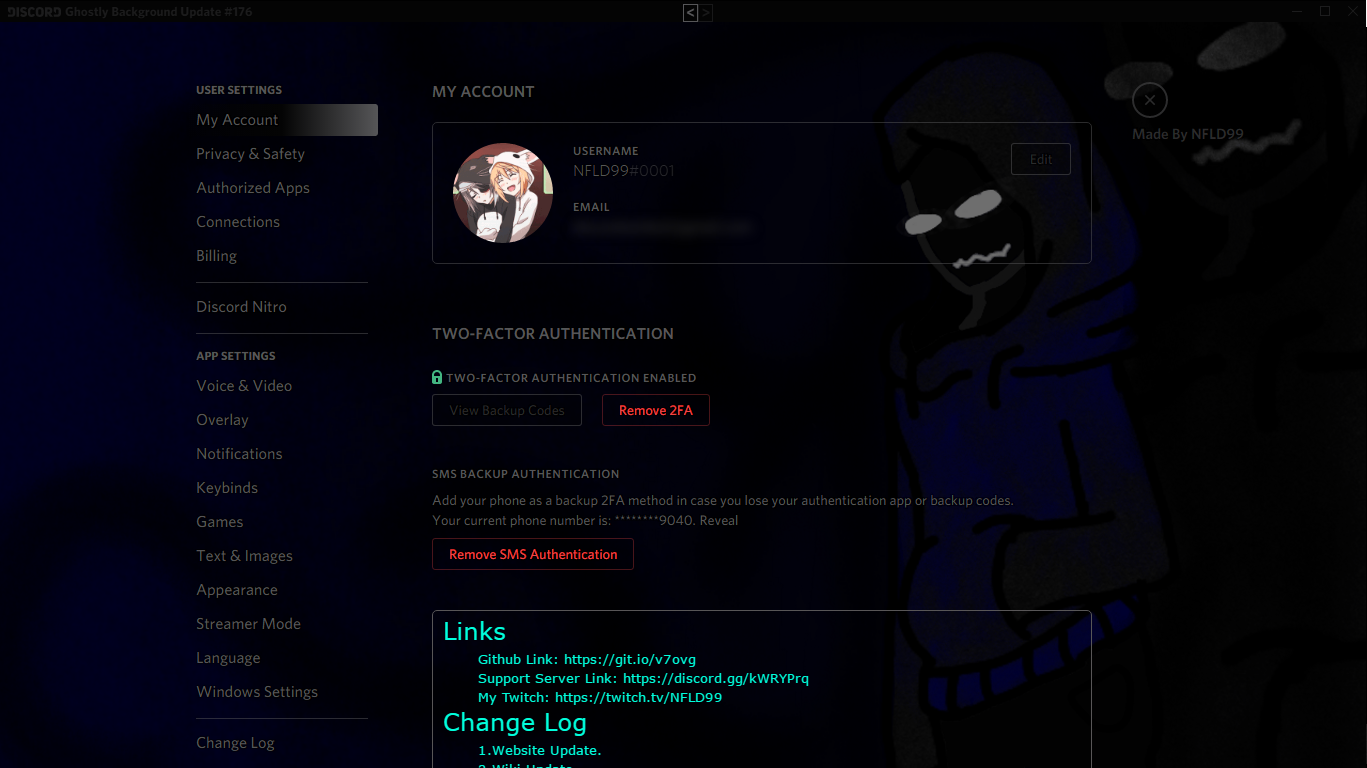 DISCORD Ghostly Background Update #176
< >
USER SETTINGS
My Account
Privacy & Safety
Authorized Apps
Connections
Billing
Discord Nitro
APP SETTINGS
Voice & Video
Overlay
Notifications
Keybinds
Games
Text & Images
Appearance
Streamer Mode
Language
Windows Settings
Change Log
MY ACCOUNT
USERNAME
NFLD99#0001
Edit
EMAIL
Made By NFLD99
TWO-FACTOR AUTHENTICATION
TWO-FACTOR AUTHENTICATION ENABLED
View Backup Codes
Remove 2FA
SMS BACKUP AUTHENTICATION
Add your phone as a backup 2FA method in case you lose your authentication app or backup codes.
Your current phone number is: ********9040. Reveal
Remove SMS Authentication
Links
Github Link: https://git.io/v7ovg
Support Server Link: https://discord.gg/kWRYPrq
My Twitch: https://twitch.tv/NFLD99
Change Log
1.Website Update.
2.Wiki Update